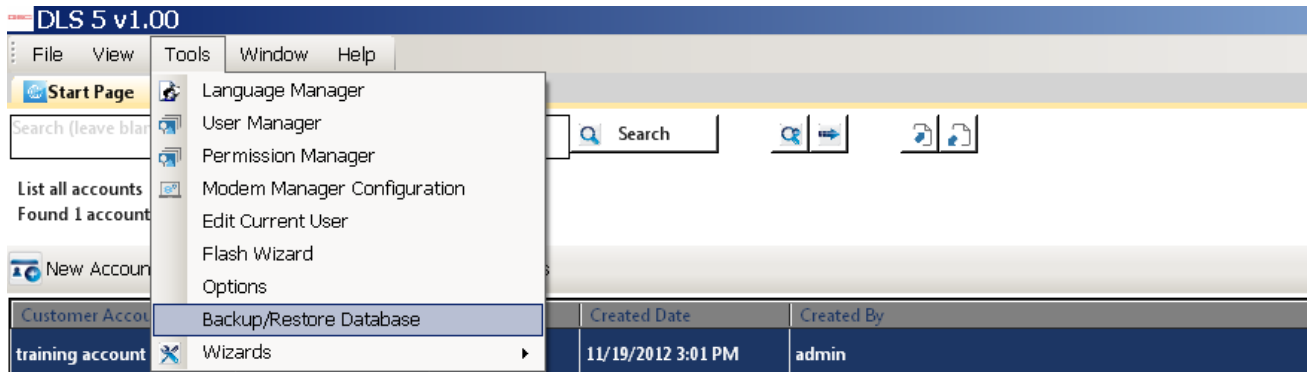 DLS 5 v1.00
File View Tools Window Help
Start Page
Language Manager
Search (leave blan
User Manager
Search
Permission Manager
List all accounts
Modem Manager Configuration
Found 1 account
Edit Current User
Flash Wizard
New Accoun
Options
Customer Accou
Backup/Restore Database
Created Date
Created By
training account
Wizards
11/19/2012 3:01 PM
admin